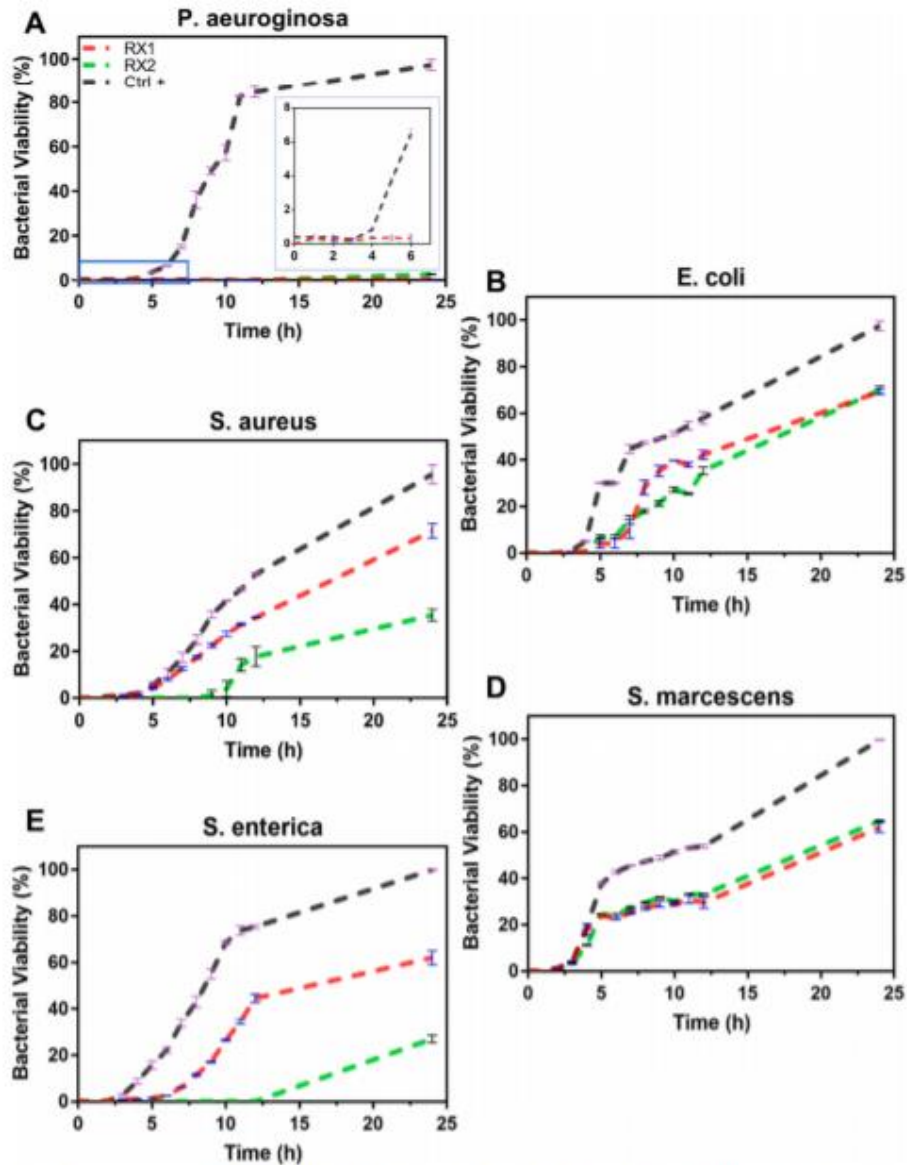 A
P. aeuroginosa
RX1
RX2
Ctrl +
Bacterial Viability (%)
100
80
60
40
20
0
8
6
4
2
0
0 2 4 6
0 5 10 15 20 25
Time (h)
B
E. coli
Bacterial Viability (%)
100
80
60
40
20
0
0 5 10 15 20 25
Time (h)
C
S. aureus
Bacterial Viability (%)
100
80
60
40
20
0
0 5 10 15 20 25
Time (h)
D
S. marcescens
Bacterial Viability (%)
100
80
60
40
20
0
0 5 10 15 20 25
Time (h)
E
S. enterica
Bacterial Viability (%)
100
80
60
40
20
0
0 5 10 15 20 25
Time (h)